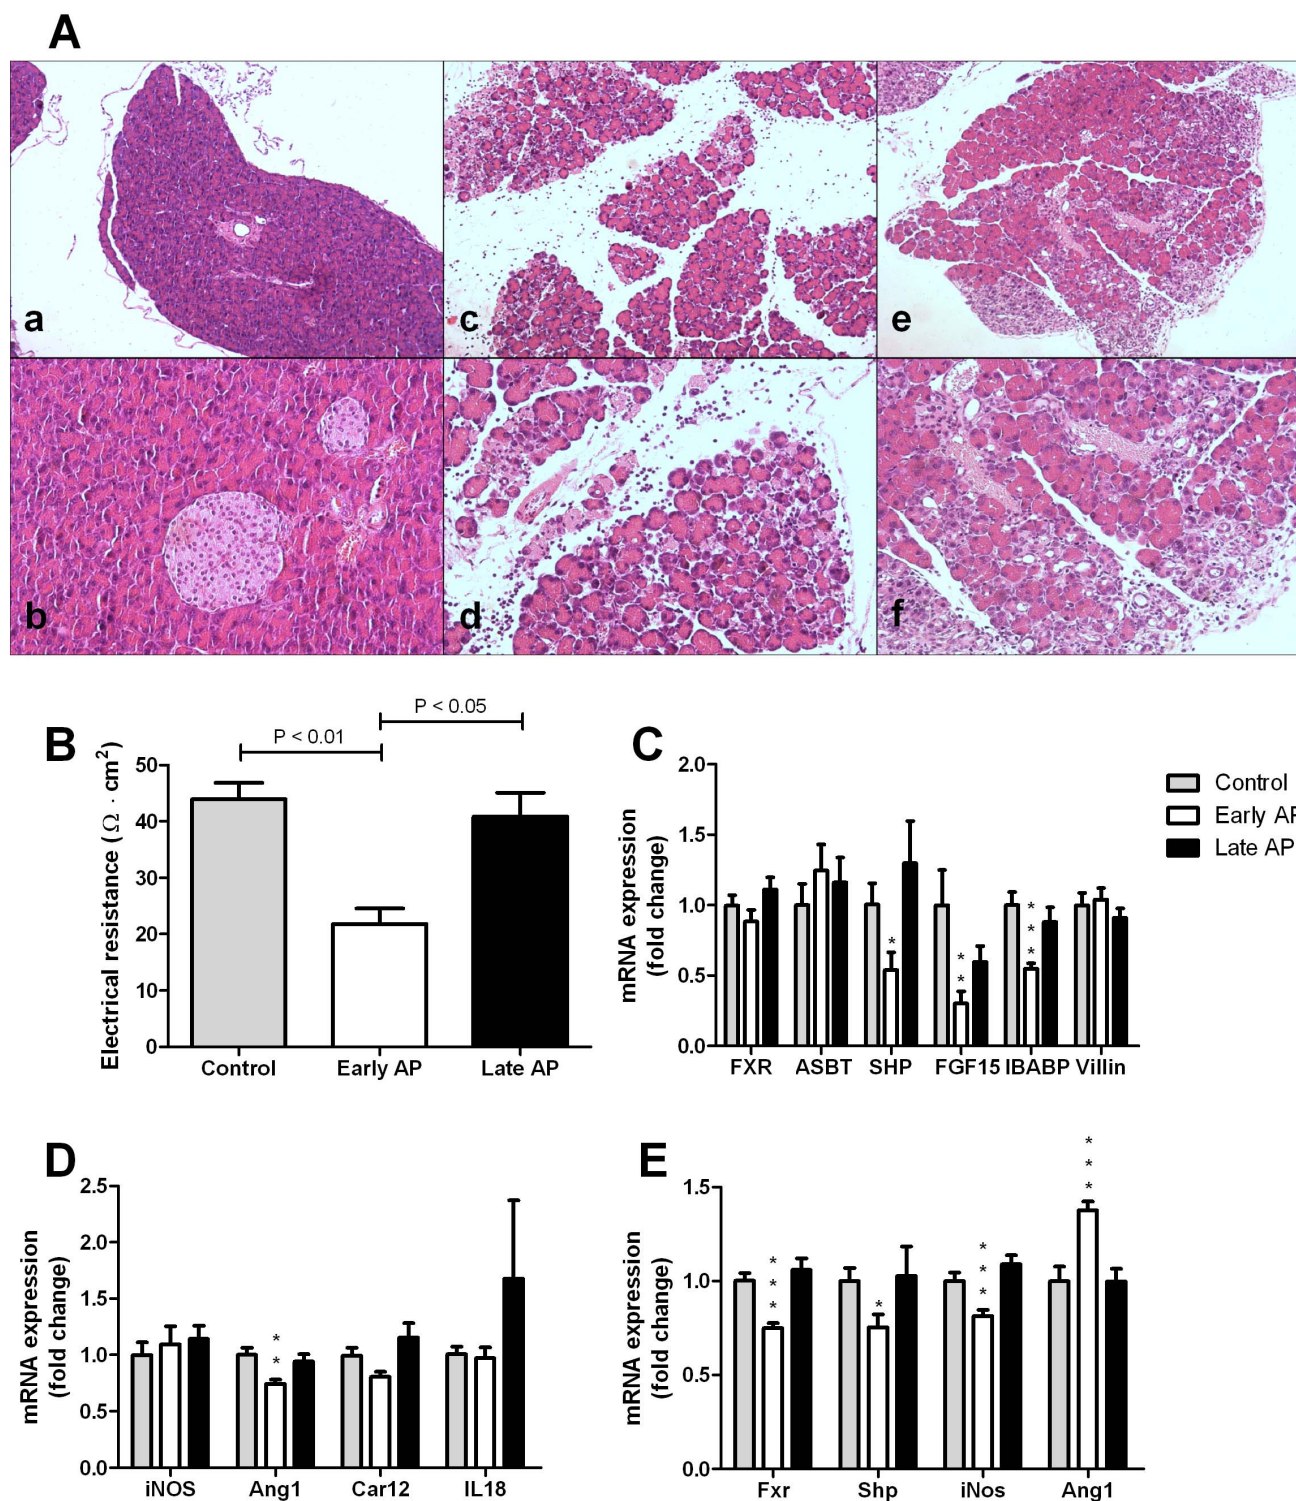 A
a
c
e
b
d
f
B
P < 0.01
P < 0.05
Electrical resistance (Ω · cm²)
50
40
30
20
10
0
Control
Early AP
Late AP
C
mRNA expression
(fold change)
2.0
1.5
1.0
0.5
0.0
*
* *
* * *
FXR
ASBT
SHP
FGF15
IBABP
Villin
Control
Early AP
Late AP
D
mRNA expression
(fold change)
2.5
2.0
1.5
1.0
0.5
0.0
* *
iNOS
Ang1
Car12
IL18
E
mRNA expression
(fold change)
1.5
1.0
0.5
0.0
* * *
*
* * *
* * *
Fxr
Shp
iNos
Ang1